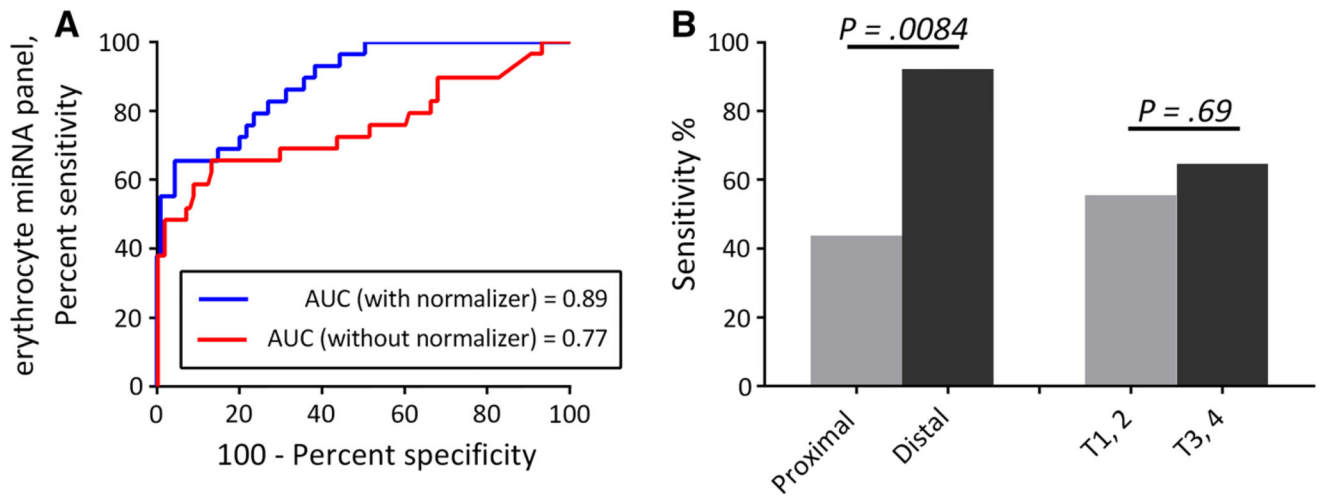 A
erythrocyte miRNA panel,
Percent sensitivity
100
80
60
40
20
0
AUC (with normalizer) = 0.89
AUC (without normalizer) = 0.77
0 20 40 60 80 100
100 - Percent specificity
B
Sensitivity %
100
80
60
40
20
0
P = .0084
P = .69
Proximal
Distal
T1, 2
T3, 4